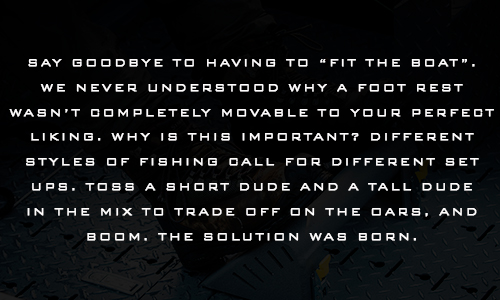 SAY GOODBYE TO HAVING TO “FIT THE BOAT”.
WE NEVER UNDERSTOOD WHY A FOOT REST
WASN’T COMPLETELY MOVABLE TO YOUR PERFECT
LIKING. WHY IS THIS IMPORTANT? DIFFERENT
STYLES OF FISHING CALL FOR DIFFERENT SET
UPS. TOSS A SHORT DUDE AND A TALL DUDE
IN THE MIX TO TRADE OFF ON THE OARS, AND
BOOM. THE SOLUTION WAS BORN.